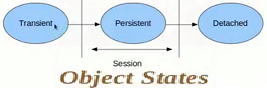 Transient Persistent Detached
Session
Object States